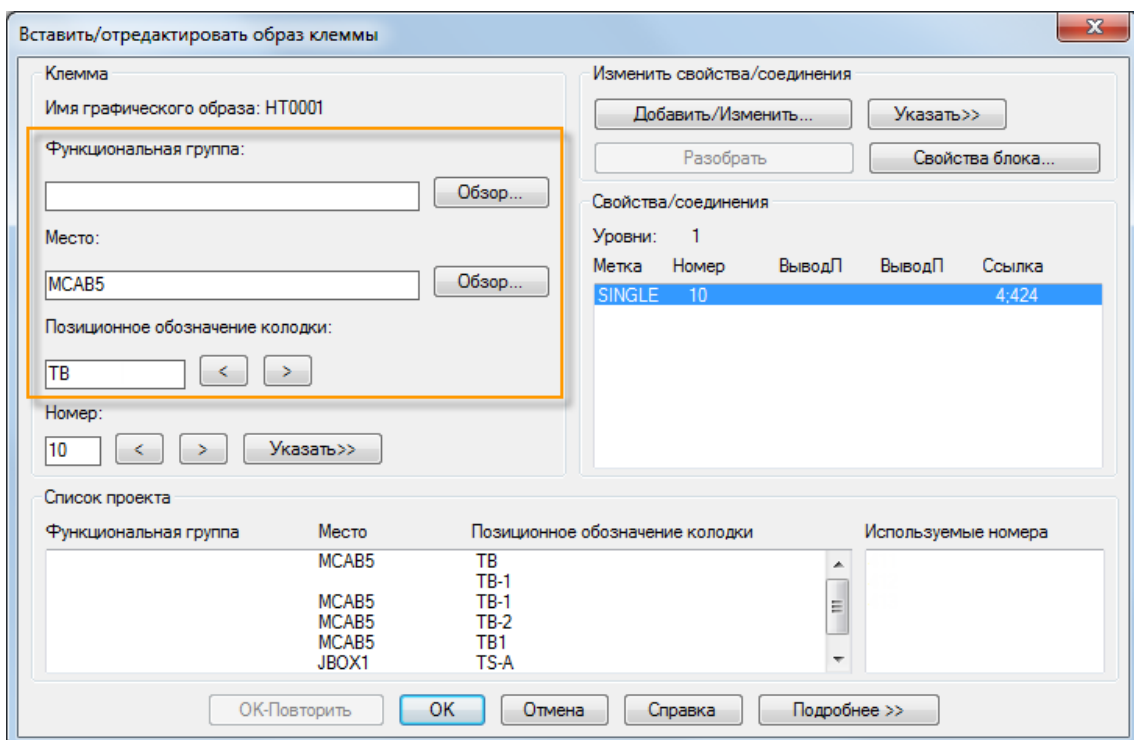 Вставить/отредактировать образ клеммы
Клемма
Имя графического образа: HT0001
Функциональная группа:
Обзор...
Место:
MCAB5
Обзор...
Позиционное обозначение колодки:
TB < >
Номер:
10 < > Указать>>
Изменить свойства/соединения
Добавить/Изменить... Указать>>
Разобрать Свойства блока...
Свойства/соединения
Уровни: 1
Метка Номер ВыводП ВыводП Ссылка
SINGLE 10 4;424
Список проекта
Функциональная группа Место Позиционное обозначение колодки Используемые номера
MCAB5 TB
TB-1
MCAB5 TB-1
MCAB5 TB-2
MCAB5 TB1
JBOX1 TS-A
ОК-Повторить ОК Отмена Справка Подробнее >>